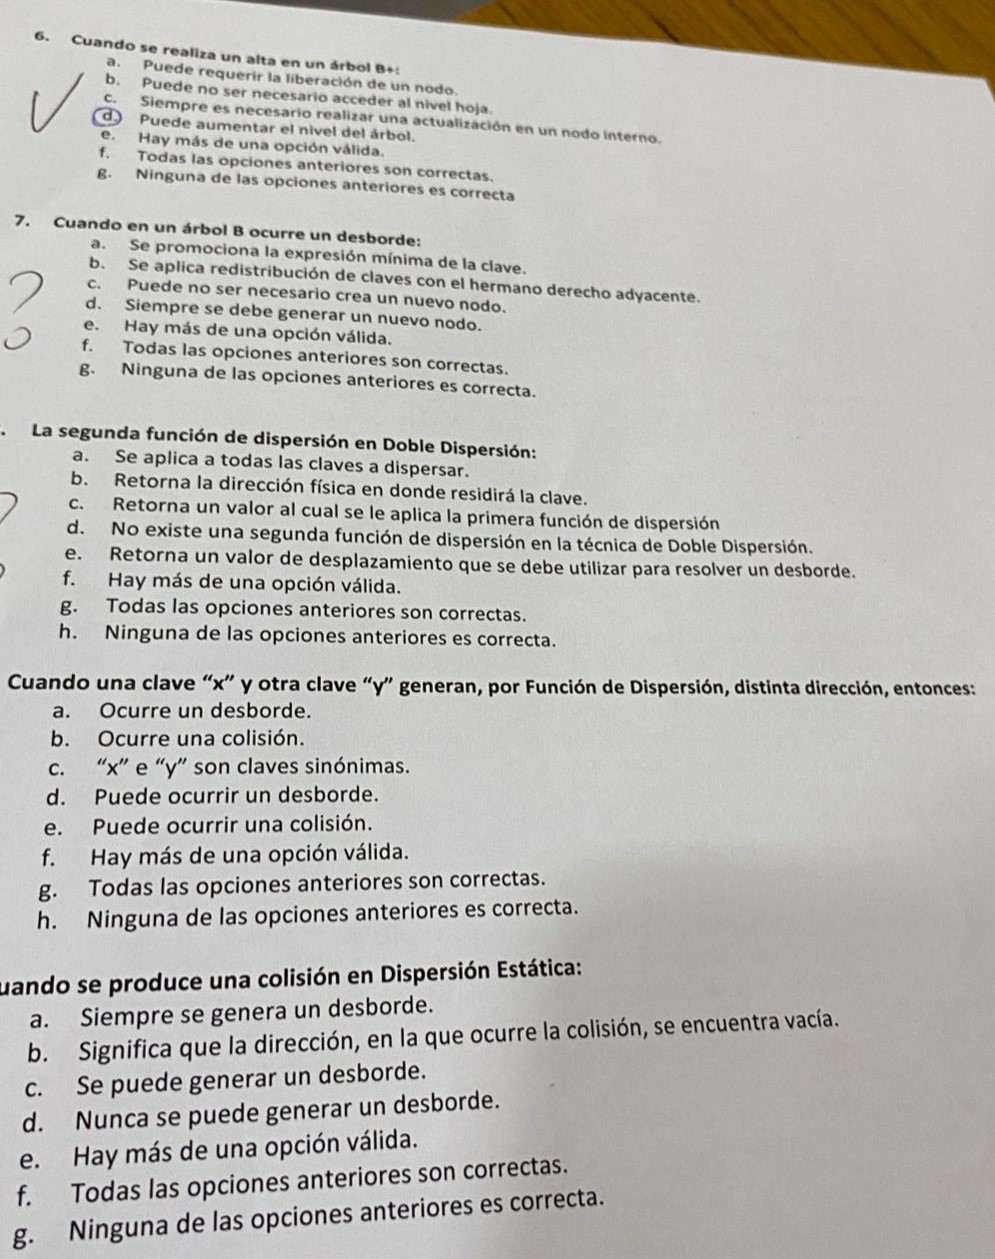 6. Cuando se realiza un alta en un árbol B+:
a. Puede requerir la liberación de un nodo.
b. Puede no ser necesario acceder al nivel hoja.
c. Siempre es necesario realizar una actualización en un nodo interno.
d. Puede aumentar el nivel del árbol.
e. Hay más de una opción válida.
f. Todas las opciones anteriores son correctas.
g. Ninguna de las opciones anteriores es correcta
7. Cuando en un árbol B ocurre un desborde:
a. Se promociona la expresión mínima de la clave.
b. Se aplica redistribución de claves con el hermano derecho adyacente.
c. Puede no ser necesario crea un nuevo nodo.
d. Siempre se debe generar un nuevo nodo.
e. Hay más de una opción válida.
f. Todas las opciones anteriores son correctas.
g. Ninguna de las opciones anteriores es correcta.
. La segunda función de dispersión en Doble Dispersión:
a. Se aplica a todas las claves a dispersar.
b. Retorna la dirección física en donde residirá la clave.
c. Retorna un valor al cual se le aplica la primera función de dispersión
d. No existe una segunda función de dispersión en la técnica de Doble Dispersión.
e. Retorna un valor de desplazamiento que se debe utilizar para resolver un desborde.
f. Hay más de una opción válida.
g. Todas las opciones anteriores son correctas.
h. Ninguna de las opciones anteriores es correcta.
Cuando una clave “x” y otra clave “y” generan, por Función de Dispersión, distinta dirección, entonces:
a. Ocurre un desborde.
b. Ocurre una colisión.
c. “x” e “y” son claves sinónimas.
d. Puede ocurrir un desborde.
e. Puede ocurrir una colisión.
f. Hay más de una opción válida.
g. Todas las opciones anteriores son correctas.
h. Ninguna de las opciones anteriores es correcta.
uando se produce una colisión en Dispersión Estática:
a. Siempre se genera un desborde.
b. Significa que la dirección, en la que ocurre la colisión, se encuentra vacía.
c. Se puede generar un desborde.
d. Nunca se puede generar un desborde.
e. Hay más de una opción válida.
f. Todas las opciones anteriores son correctas.
g. Ninguna de las opciones anteriores es correcta.